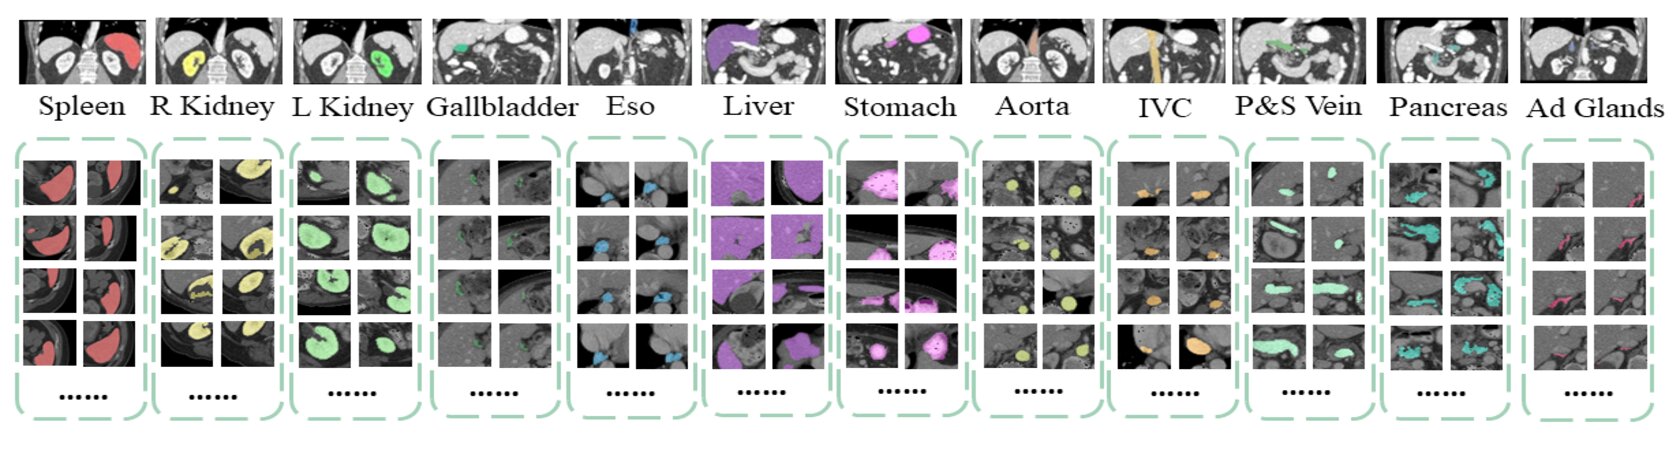 Spleen R Kidney L Kidney Gallbladder Eso Liver Stomach Aorta IVC P&S Vein Pancreas Ad Glands
...... ...... ...... ...... ...... ...... ...... ...... ...... ...... ...... ......